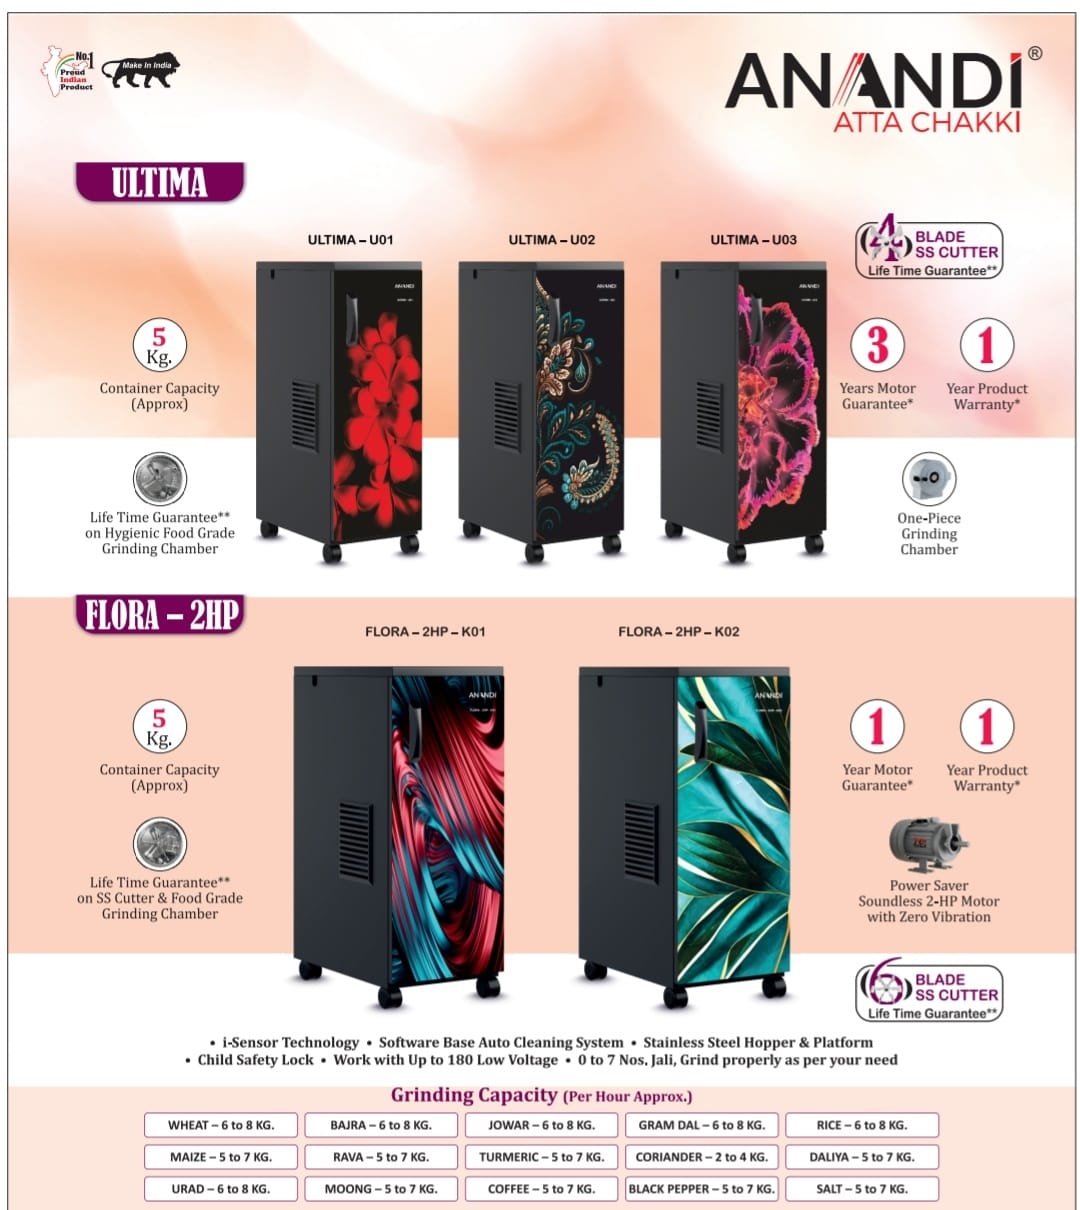 No.1
Proud
Indian
Product
Make In India
ANANDI®
ATTA CHAKKI
ULTIMA
ULTIMA – U01
ULTIMA – U02
ULTIMA – U03
4 BLADE
SS CUTTER
Life Time Guarantee**
5
Kg.
Container Capacity
(Approx)
3
Years Motor
Guarantee*
1
Year Product
Warranty*
ANANDI
ANANDI
ANANDI
Life Time Guarantee**
on Hygienic Food Grade
Grinding Chamber
One-Piece
Grinding
Chamber
FLORA – 2HP
FLORA – 2HP – K01
FLORA – 2HP – K02
ANANDI
ANANDI
5
Kg.
Container Capacity
(Approx)
1
Year Motor
Guarantee*
1
Year Product
Warranty*
Life Time Guarantee**
on SS Cutter & Food Grade
Grinding Chamber
Power Saver
Soundless 2-HP Motor
with Zero Vibration
6 BLADE
SS CUTTER
Life Time Guarantee**
• i-Sensor Technology • Software Base Auto Cleaning System • Stainless Steel Hopper & Platform
• Child Safety Lock • Work with Up to 180 Low Voltage • 0 to 7 Nos. Jali, Grind properly as per your need
Grinding Capacity (Per Hour Approx.)
WHEAT – 6 to 8 KG.
BAJRA – 6 to 8 KG.
JOWAR – 6 to 8 KG.
GRAM DAL – 6 to 8 KG.
RICE – 6 to 8 KG.
MAIZE – 5 to 7 KG.
RAVA – 5 to 7 KG.
TURMERIC – 5 to 7 KG.
CORIANDER – 2 to 4 KG.
DALIYA – 5 to 7 KG.
URAD – 6 to 8 KG.
MOONG – 5 to 7 KG.
COFFEE – 5 to 7 KG.
BLACK PEPPER – 5 to 7 KG.
SALT – 5 to 7 KG.